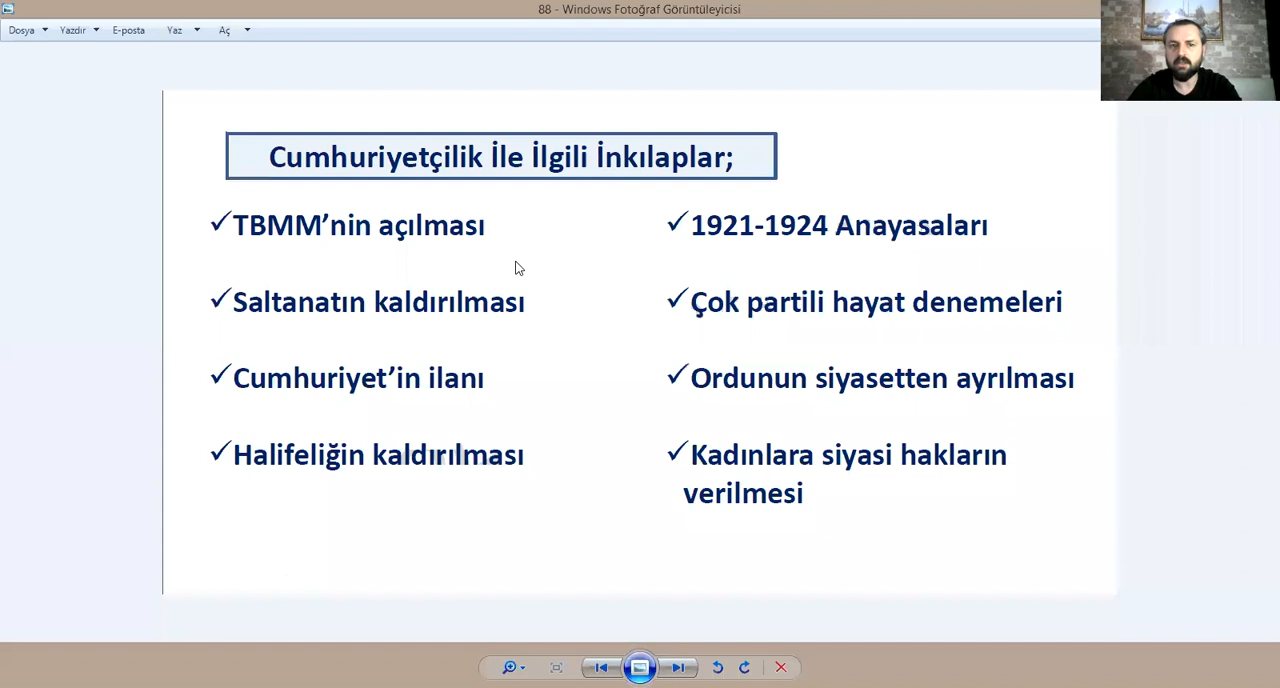 88 - Windows Fotoğraf Görüntüleyicisi
Dosya Yazdır E-posta Yaz Aç
Cumhuriyetçilik İle İlgili İnkılaplar;
✓TBMM’nin açılması
✓Saltanatın kaldırılması
✓Cumhuriyet’in ilanı
✓Halifeliğin kaldırılması
✓1921-1924 Anayasaları
✓Çok partili hayat denemeleri
✓Ordunun siyasetten ayrılması
✓Kadınlara siyasi hakların
verilmesi